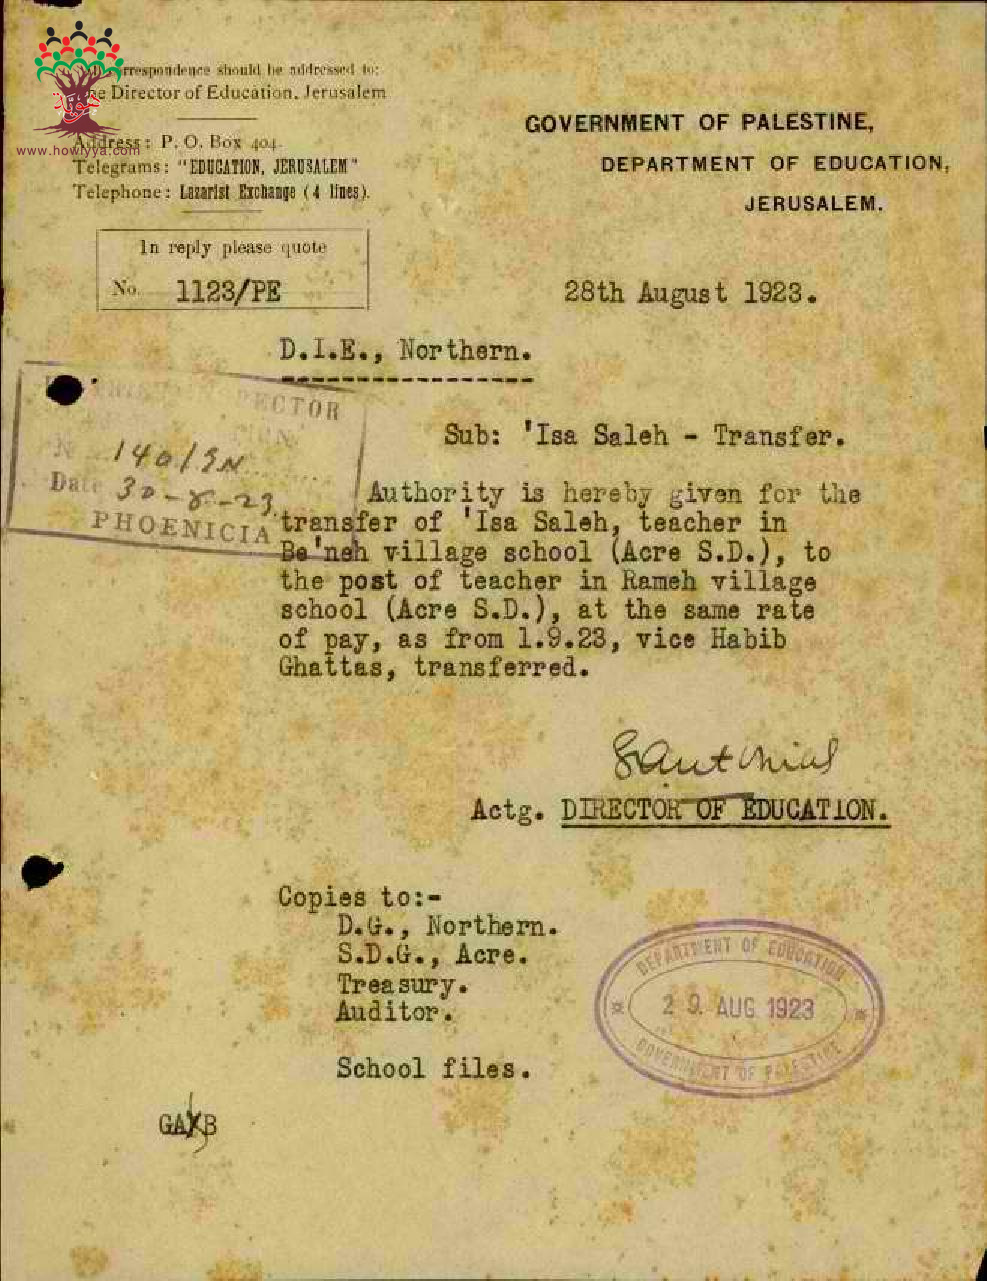 respondence should be addressed to:
The Director of Education, Jerusalem
Address: P. O. Box 404.
www.howiyya.com
Telegrams: "EDUCATION, JERUSALEM"
Telephone: Lazarist Exchange (4 lines).
GOVERNMENT OF PALESTINE,
DEPARTMENT OF EDUCATION,
JERUSALEM.
In reply please quote
No. 1123/PE
28th August 1923.
D.I.E., Northern.
INSPECTOR
140/SN
Date 30-8-23
PHOENICIA
Sub: 'Isa Saleh - Transfer.
Authority is hereby given for the
transfer of 'Isa Saleh, teacher in
Be'neh village school (Acre S.D.), to
the post of teacher in Rameh village
school (Acre S.D.), at the same rate
of pay, as from 1.9.23, vice Habib
Ghattas, transferred.
Actg. DIRECTOR OF EDUCATION.
Copies to:-
D.G., Northern.
S.D.G., Acre.
Treasury.
Auditor.
School files.
DEPARTMENT OF EDUCATION
29. AUG 1923
GOVERNMENT OF PALESTINE